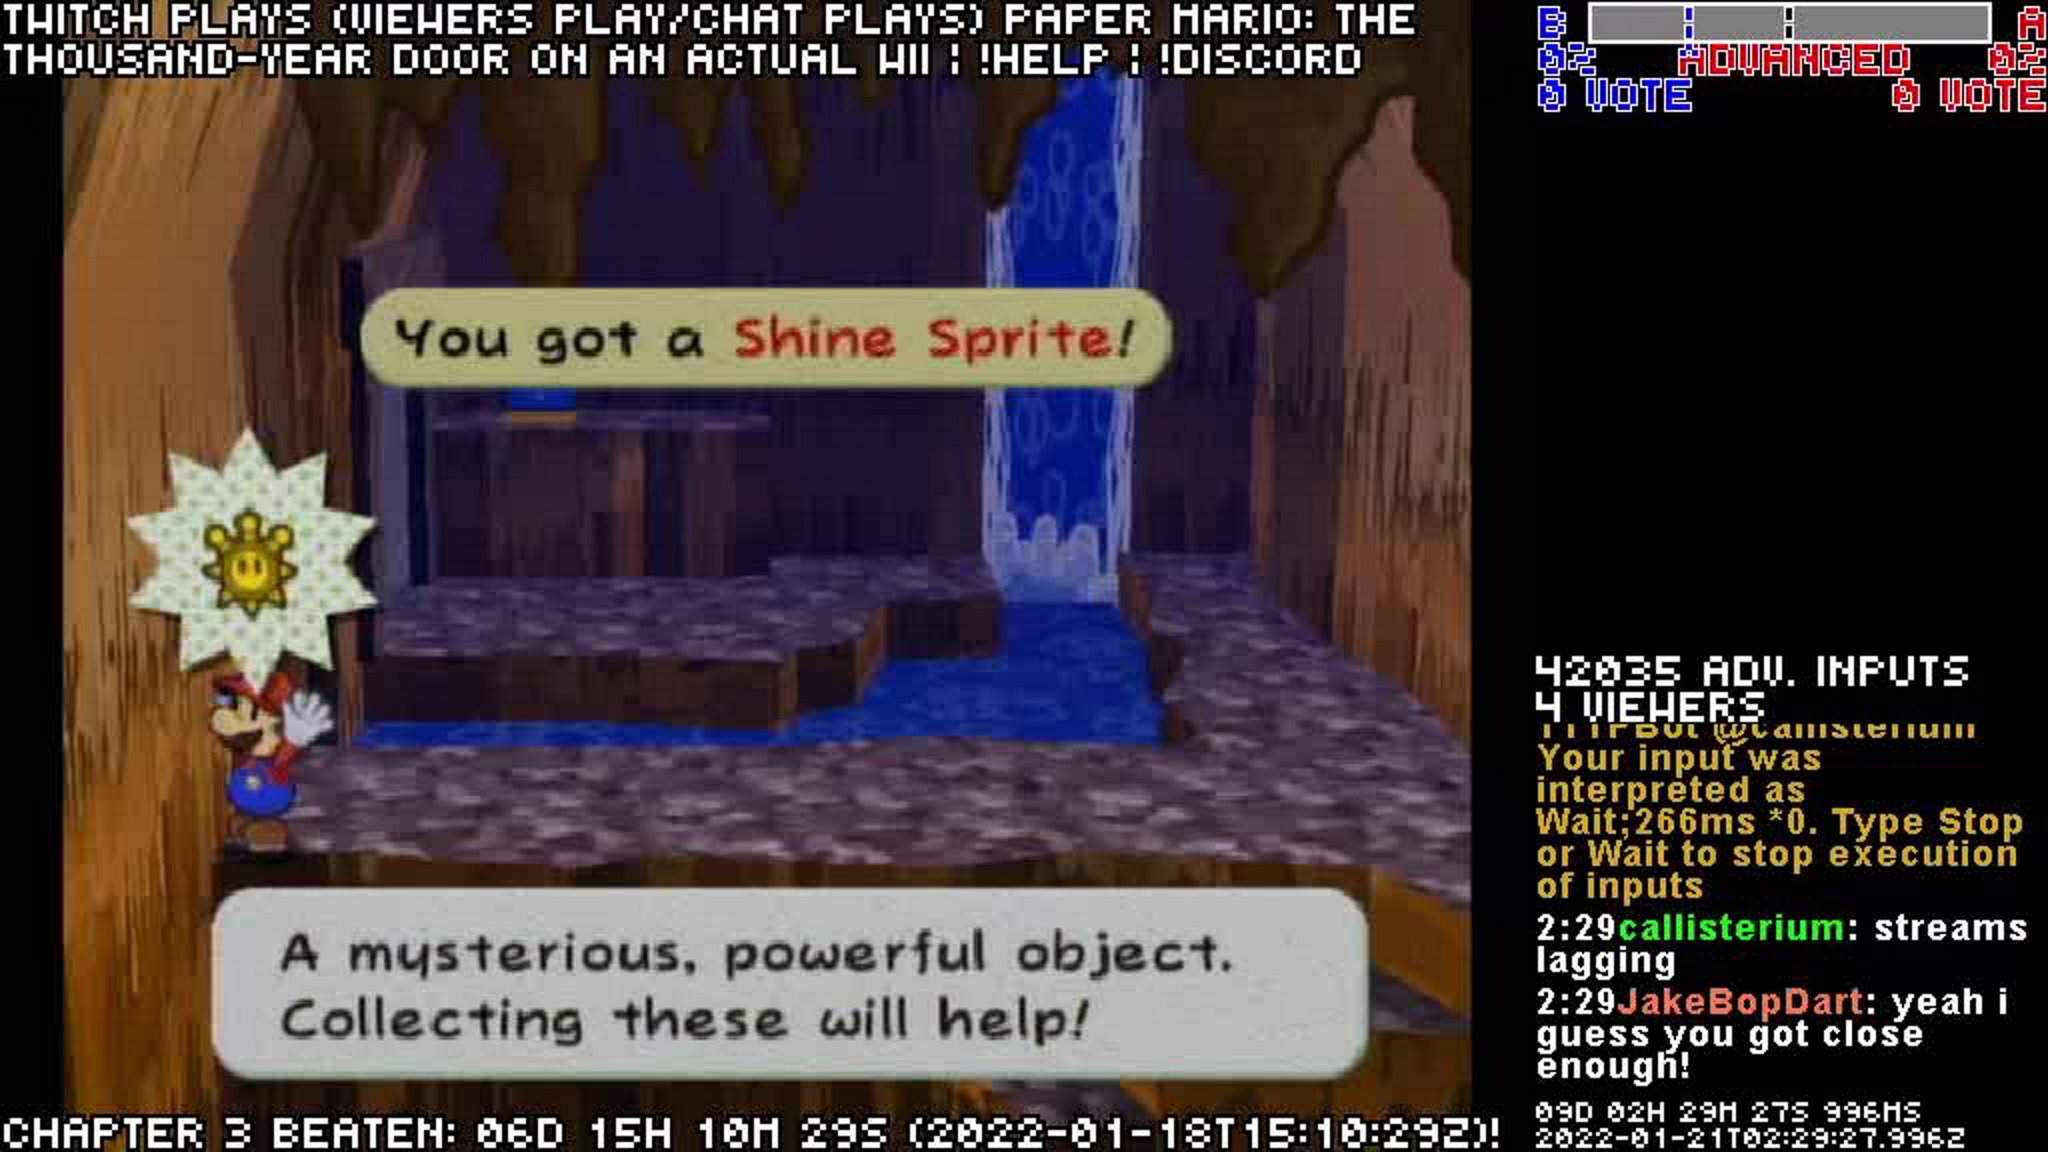 TWITCH PLAYS (VIEWERS PLAY/CHAT PLAYS) PAPER MARIO: THE
THOUSAND-YEAR DOOR ON AN ACTUAL WII ¦ !HELP ¦ !DISCORD
B A
0% ADVANCED 0%
0 VOTE 0 VOTE
You got a Shine Sprite!
A mysterious, powerful object.
Collecting these will help!
42035 ADV. INPUTS
4 VIEWERS
@callisterium
Your input was
interpreted as
Wait;266ms *0. Type Stop
or Wait to stop execution
of inputs
2:29callisterium: streams
lagging
2:29JakeBopDart: yeah i
guess you got close
enough!
09D 02H 29M 27S 996MS
2022-01-21T02:29:27.996Z
CHAPTER 3 BEATEN: 06D 15H 10M 29S (2022-01-18T15:10:29Z)!